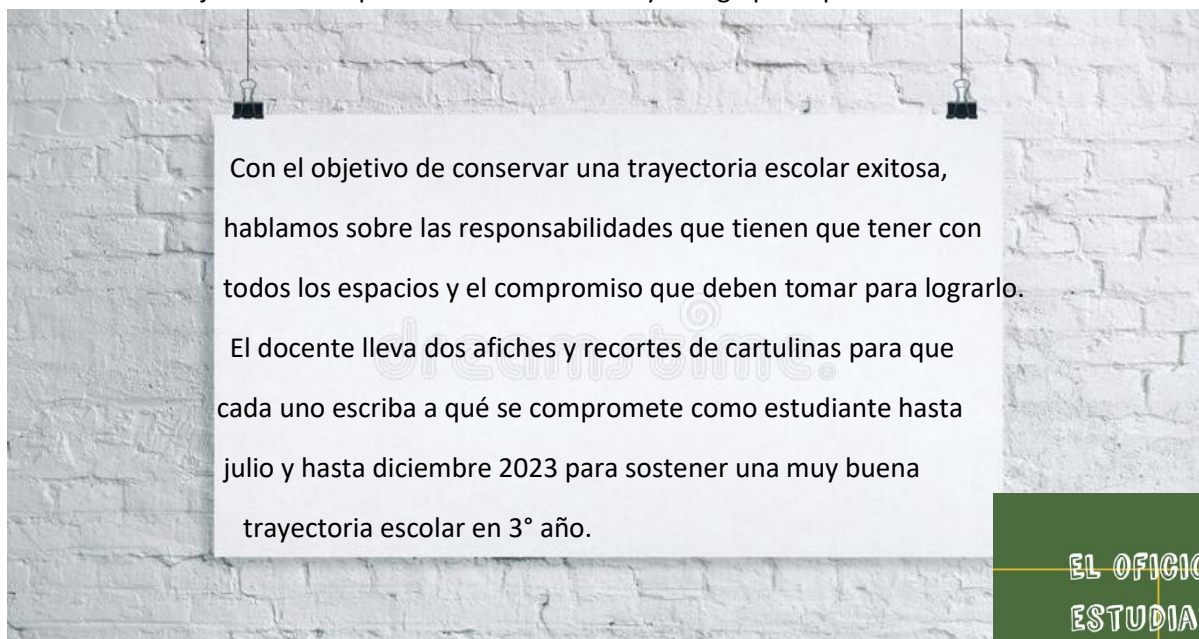 Con el objetivo de conservar una trayectoria escolar exitosa,
hablamos sobre las responsabilidades que tienen que tener con
todos los espacios y el compromiso que deben tomar para lograrlo.
dreamstime.
El docente lleva dos afiches y recortes de cartulinas para que
cada uno escriba a qué se compromete como estudiante hasta
julio y hasta diciembre 2023 para sostener una muy buena
trayectoria escolar en 3° año.
EL OFICIO